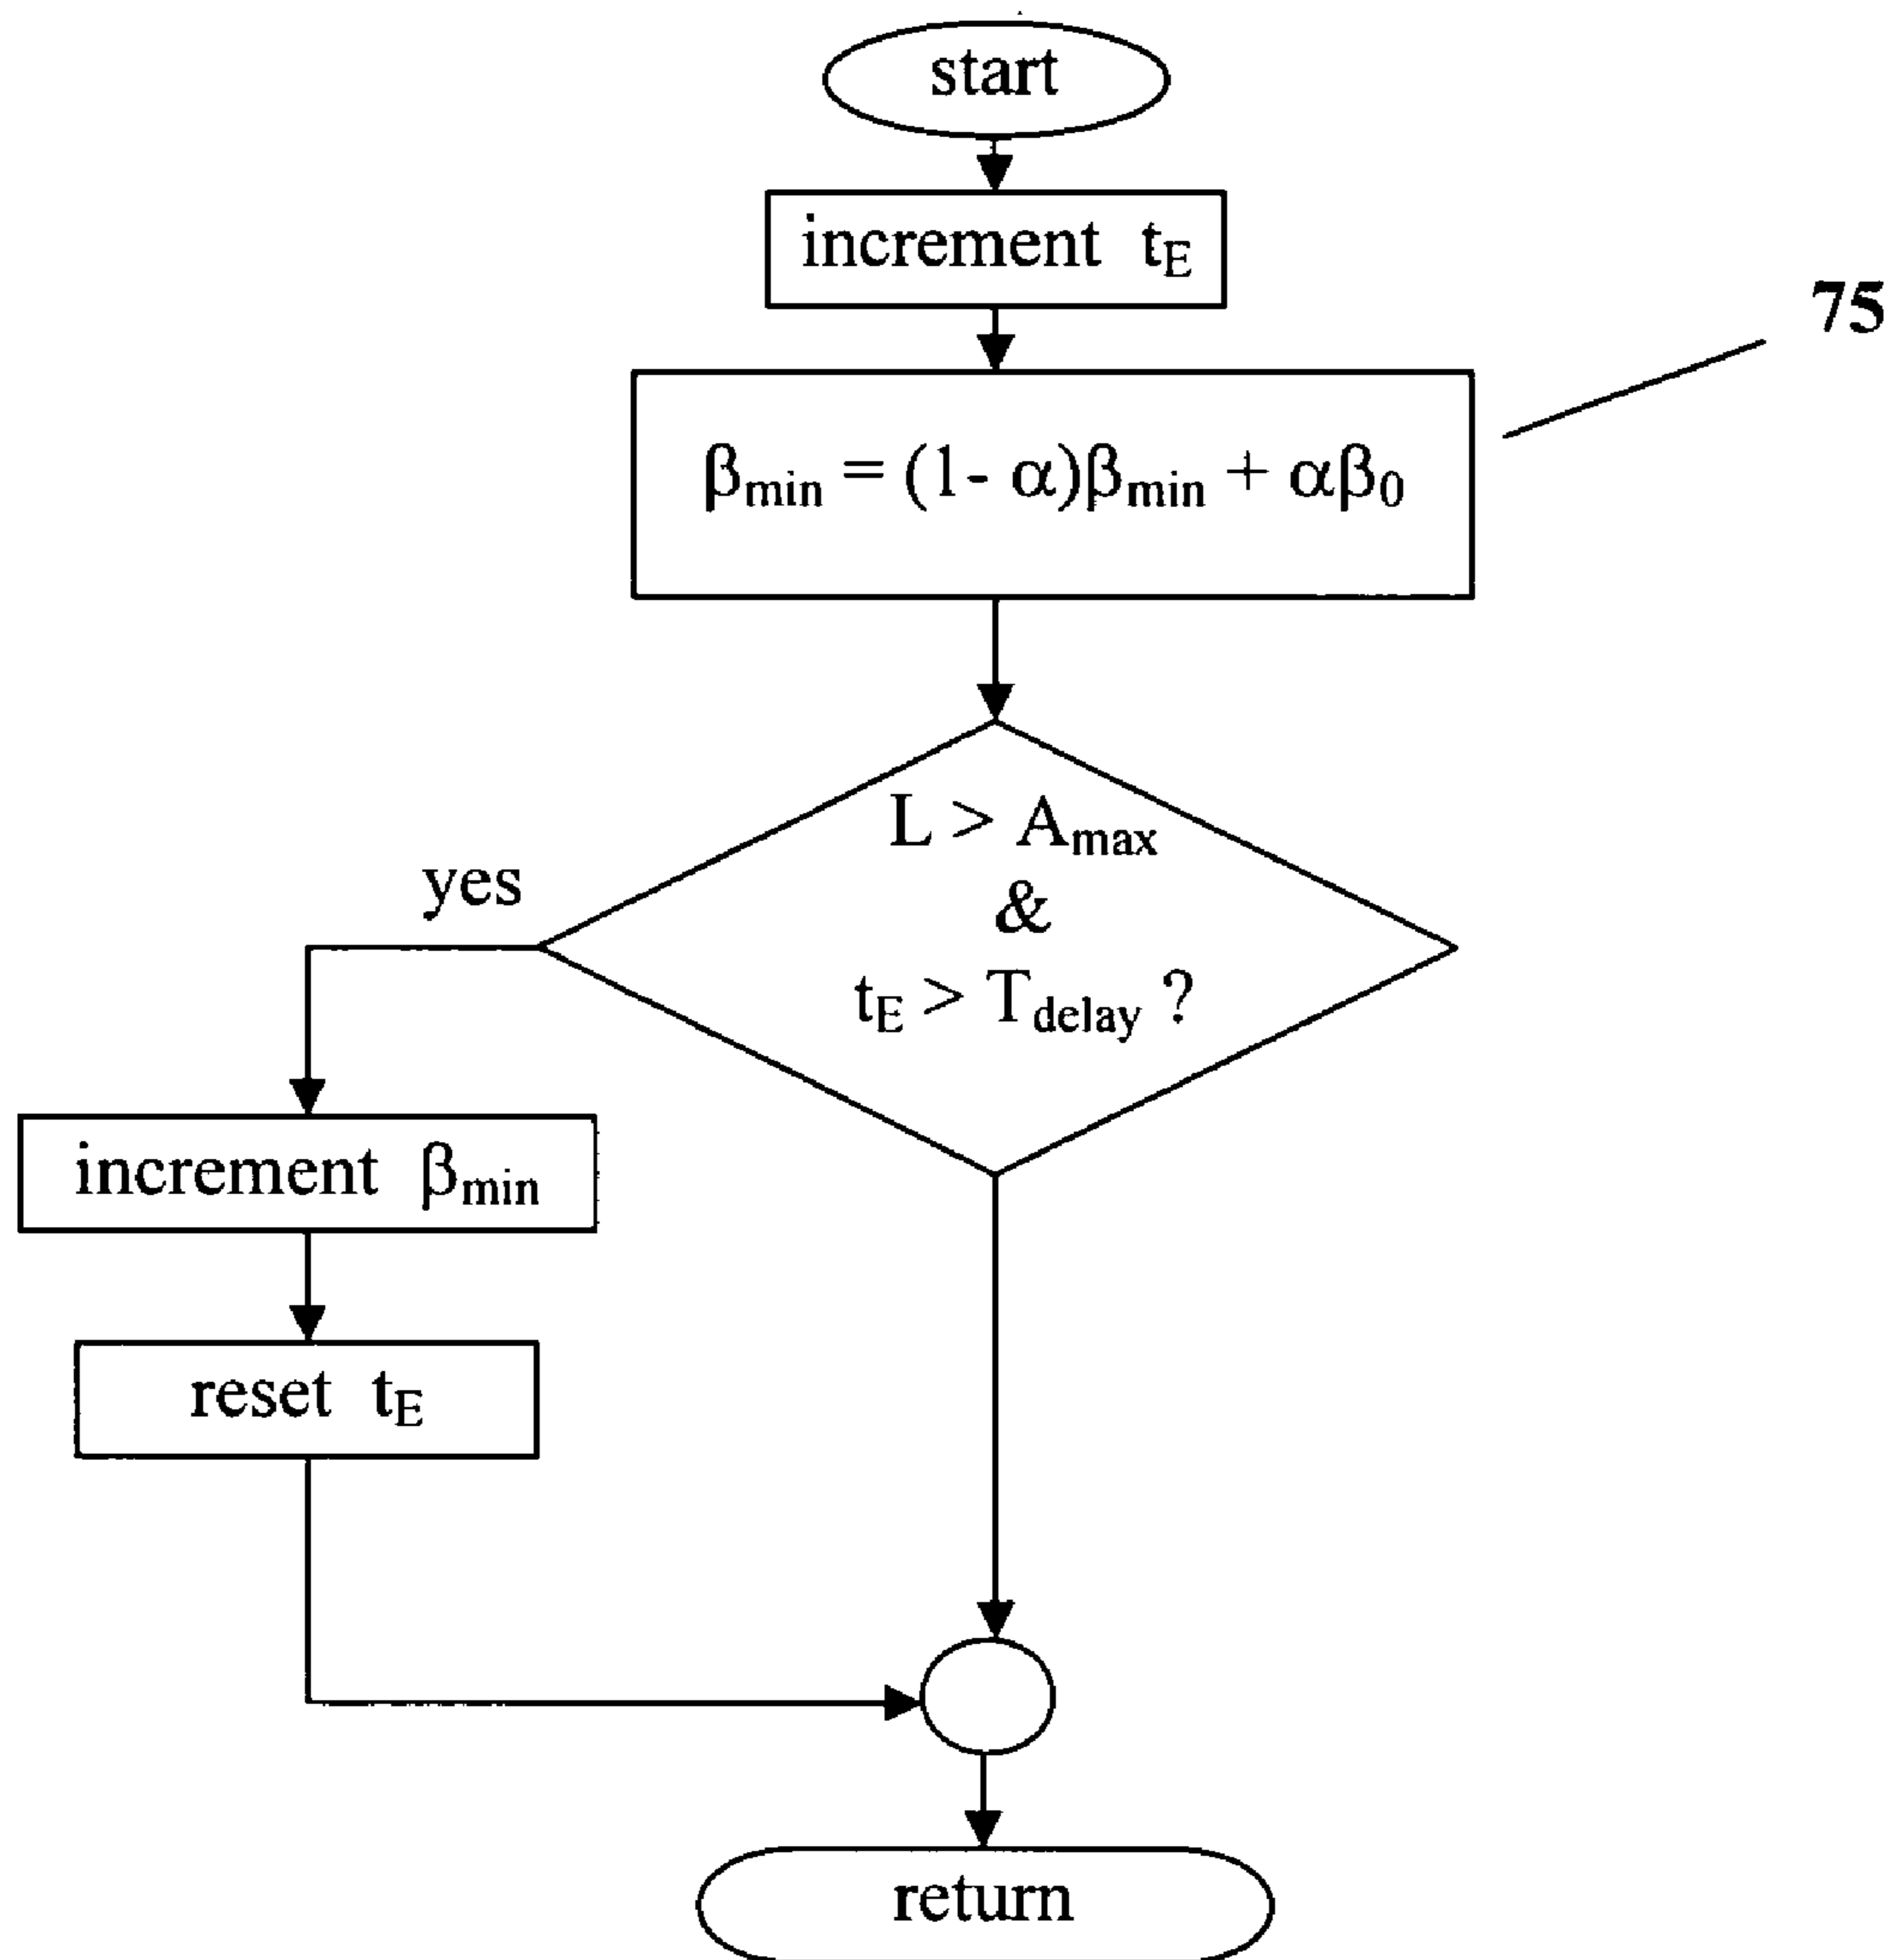 start
increment t_E
75
β_min = (1- α)β_min + αβ_0
L > A_max
&
t_E > T_delay ?
yes
increment β_min
reset t_E
return